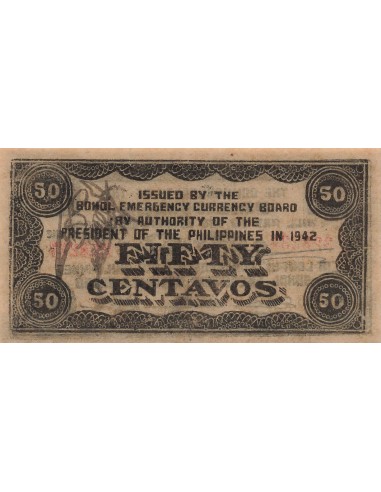 50 50
ISSUED BY THE
BOHOL EMERGENCY CURRENCY BOARD
BY AUTHORITY OF THE
PRESIDENT OF THE PHILIPPINES IN 1942
FIFTY
CENTAVOS
50 50